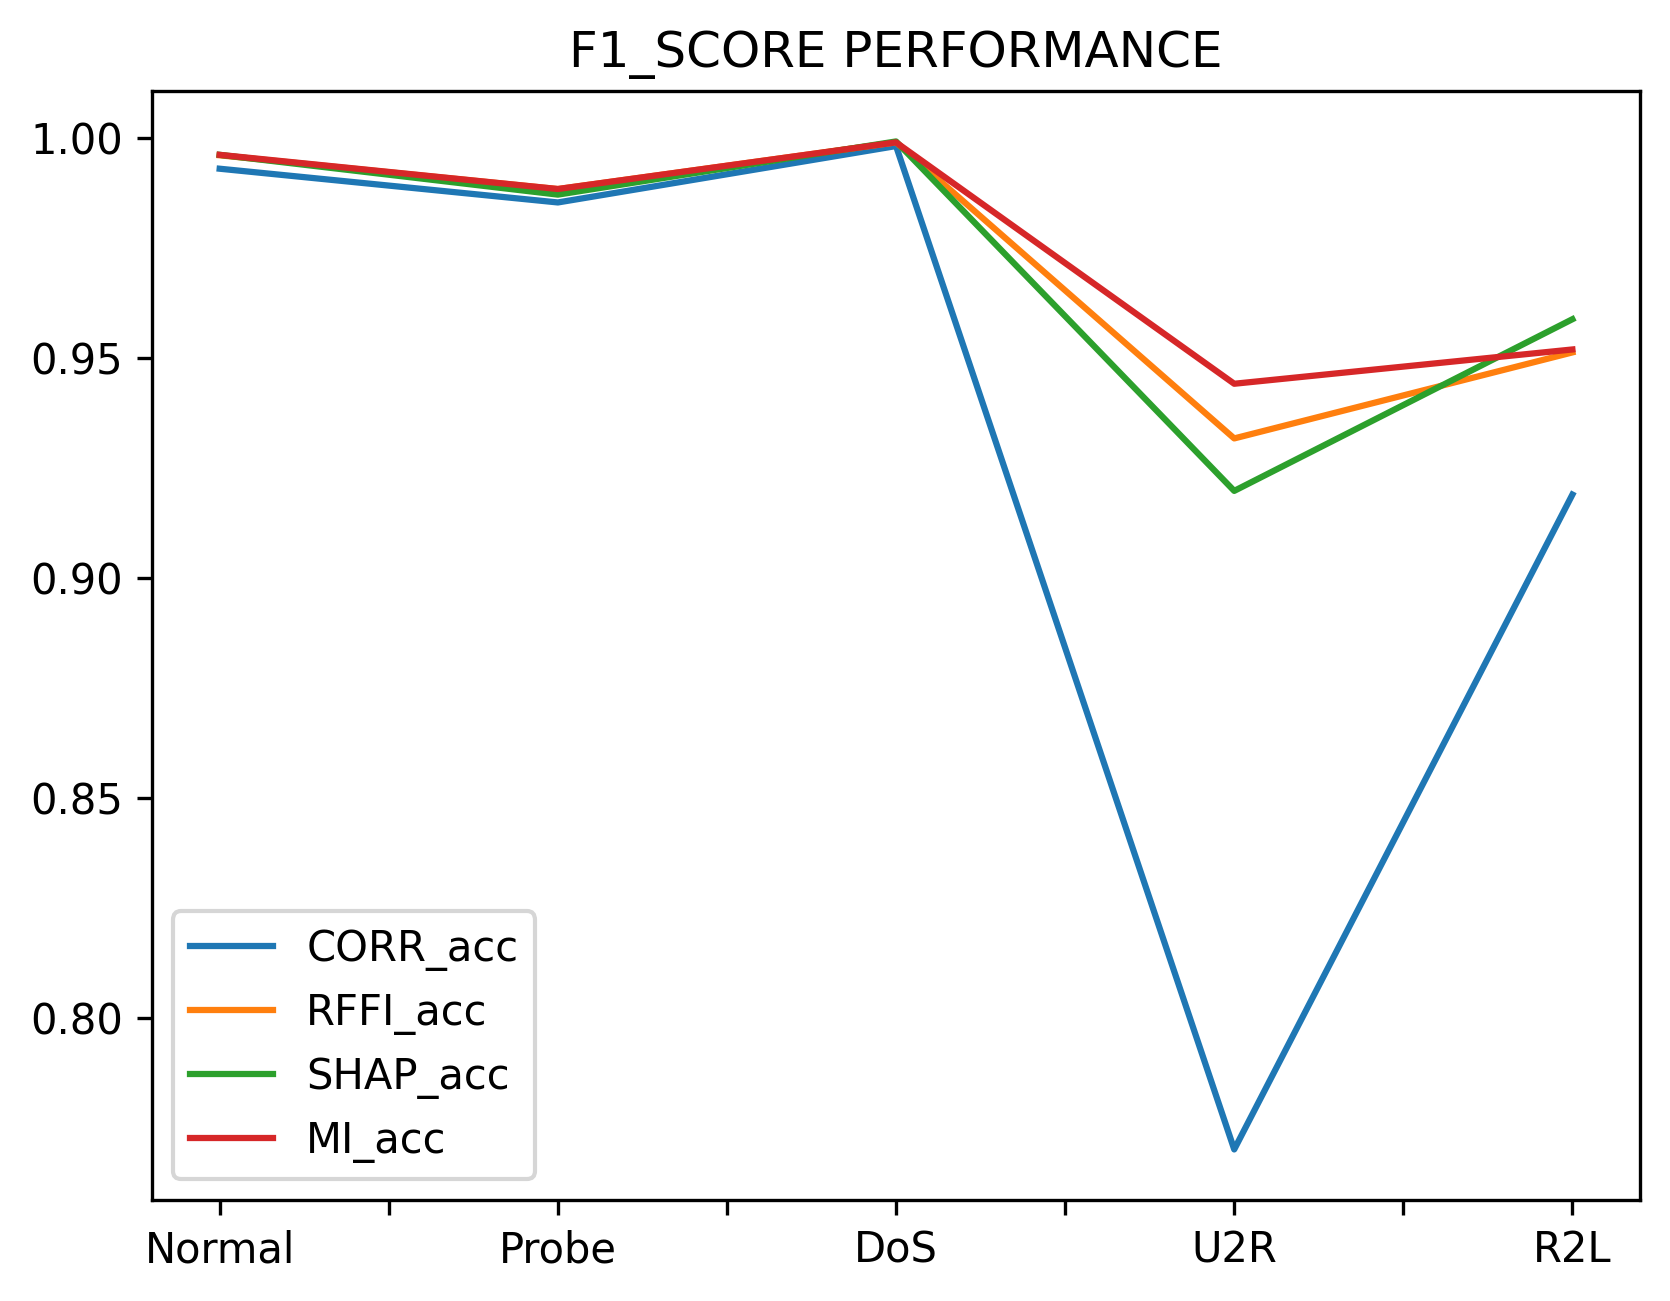 F1_SCORE PERFORMANCE
1.00
0.95
0.90
0.85
0.80
CORR_acc
RFFI_acc
SHAP_acc
MI_acc
Normal Probe DoS U2R R2L